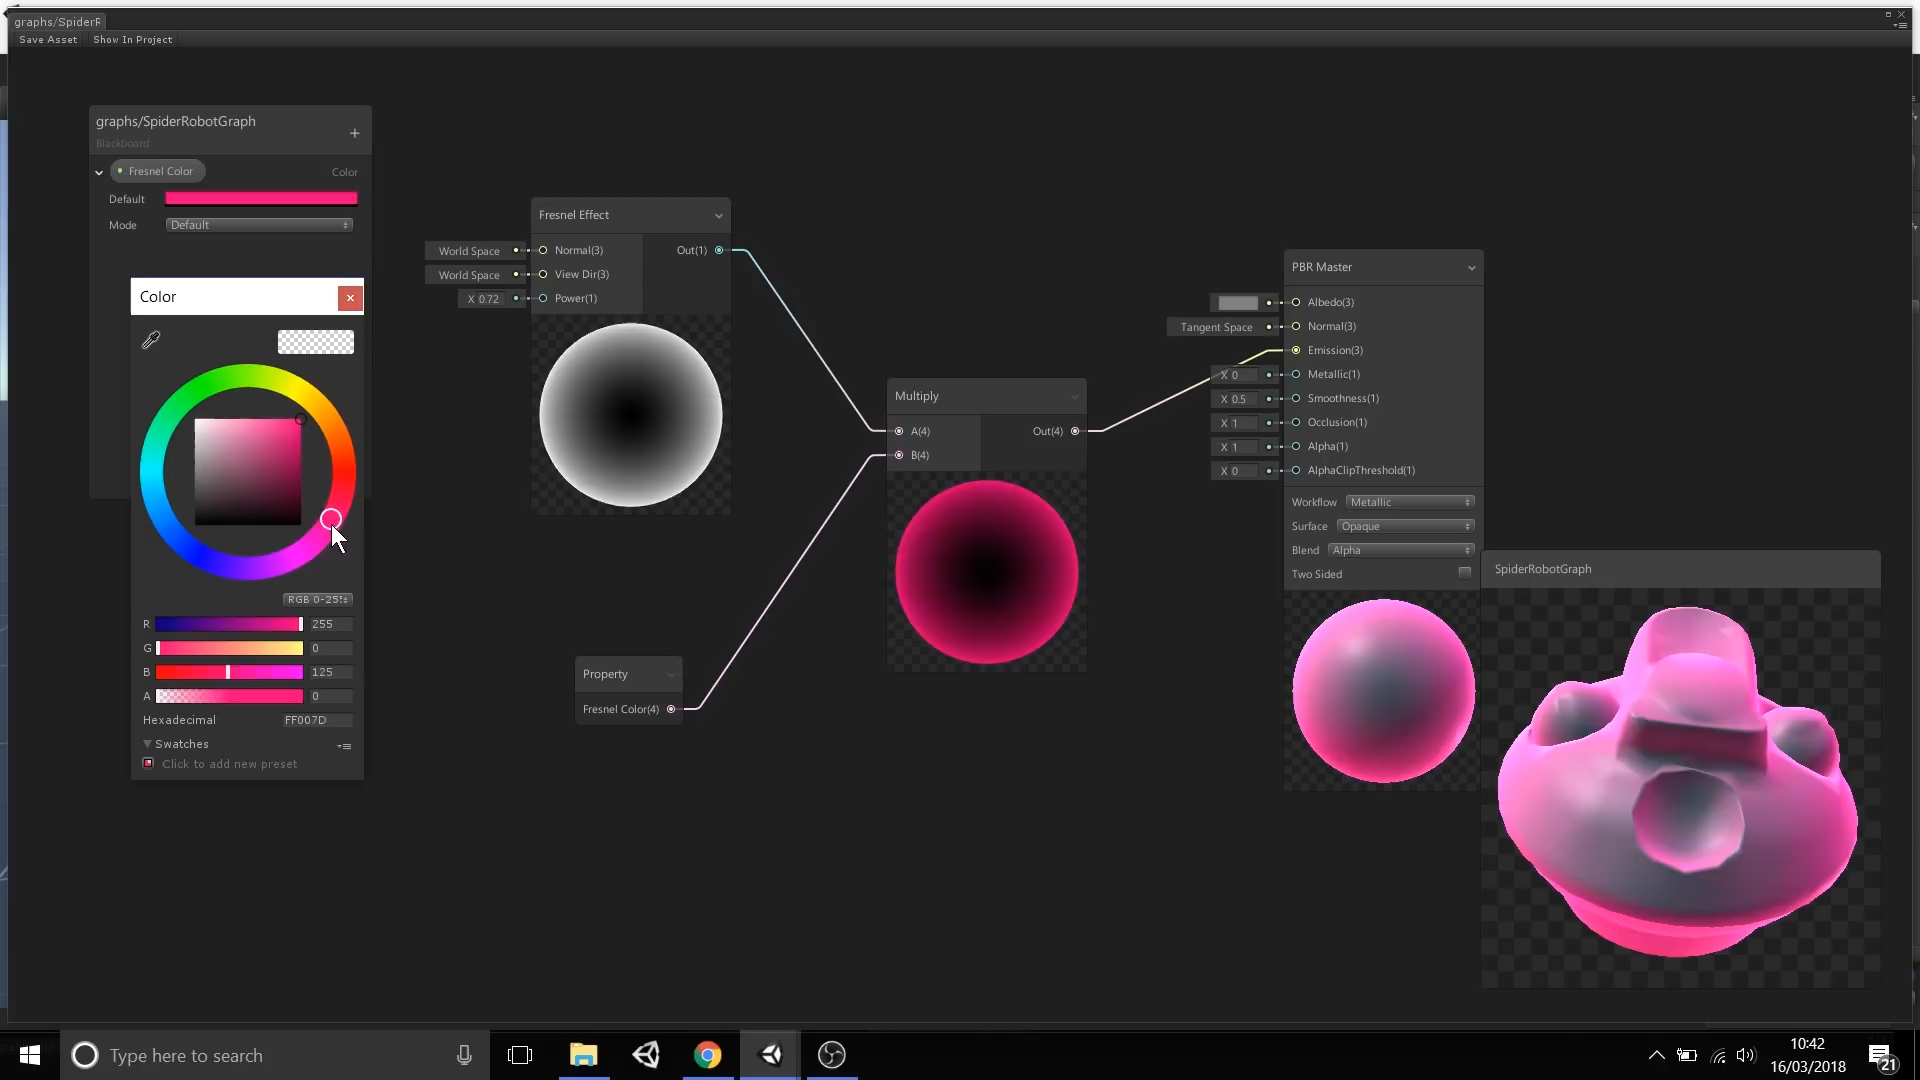 graphs/SpiderR
Save Asset
Show In Project
graphs/SpiderRobotGraph
+
Blackboard
Fresnel Color
Color
Default
Mode
Default
Color
RGB 0-255
R
255
G
0
B
125
A
0
Hexadecimal
FF007D
Swatches
Click to add new preset
Fresnel Effect
World Space
Normal(3)
Out(1)
World Space
View Dir(3)
X 0.72
Power(1)
Property
Fresnel Color(4)
Multiply
A(4)
Out(4)
B(4)
PBR Master
Albedo(3)
Tangent Space
Normal(3)
Emission(3)
X 0
Metallic(1)
X 0.5
Smoothness(1)
X 1
Occlusion(1)
X 1
Alpha(1)
X 0
AlphaClipThreshold(1)
Workflow
Metallic
Surface
Opaque
Blend
Alpha
Two Sided
SpiderRobotGraph
Type here to search
10:42
16/03/2018
21